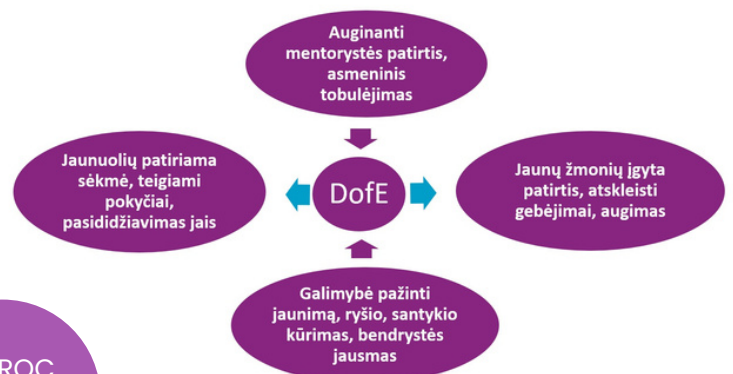 Auginanti
mentorystės patirtis,
asmeninis
tobulėjimas
Jaunuolių patiriama
sėkmė, teigiami
pokyčiai,
pasididžiavimas jais
DofE
Jaunų žmonių įgyta
patirtis, atskleisti
gebėjimai, augimas
Galimybė pažinti
jaunimą, ryšio, santykio
kūrimas, bendrystės
jausmas